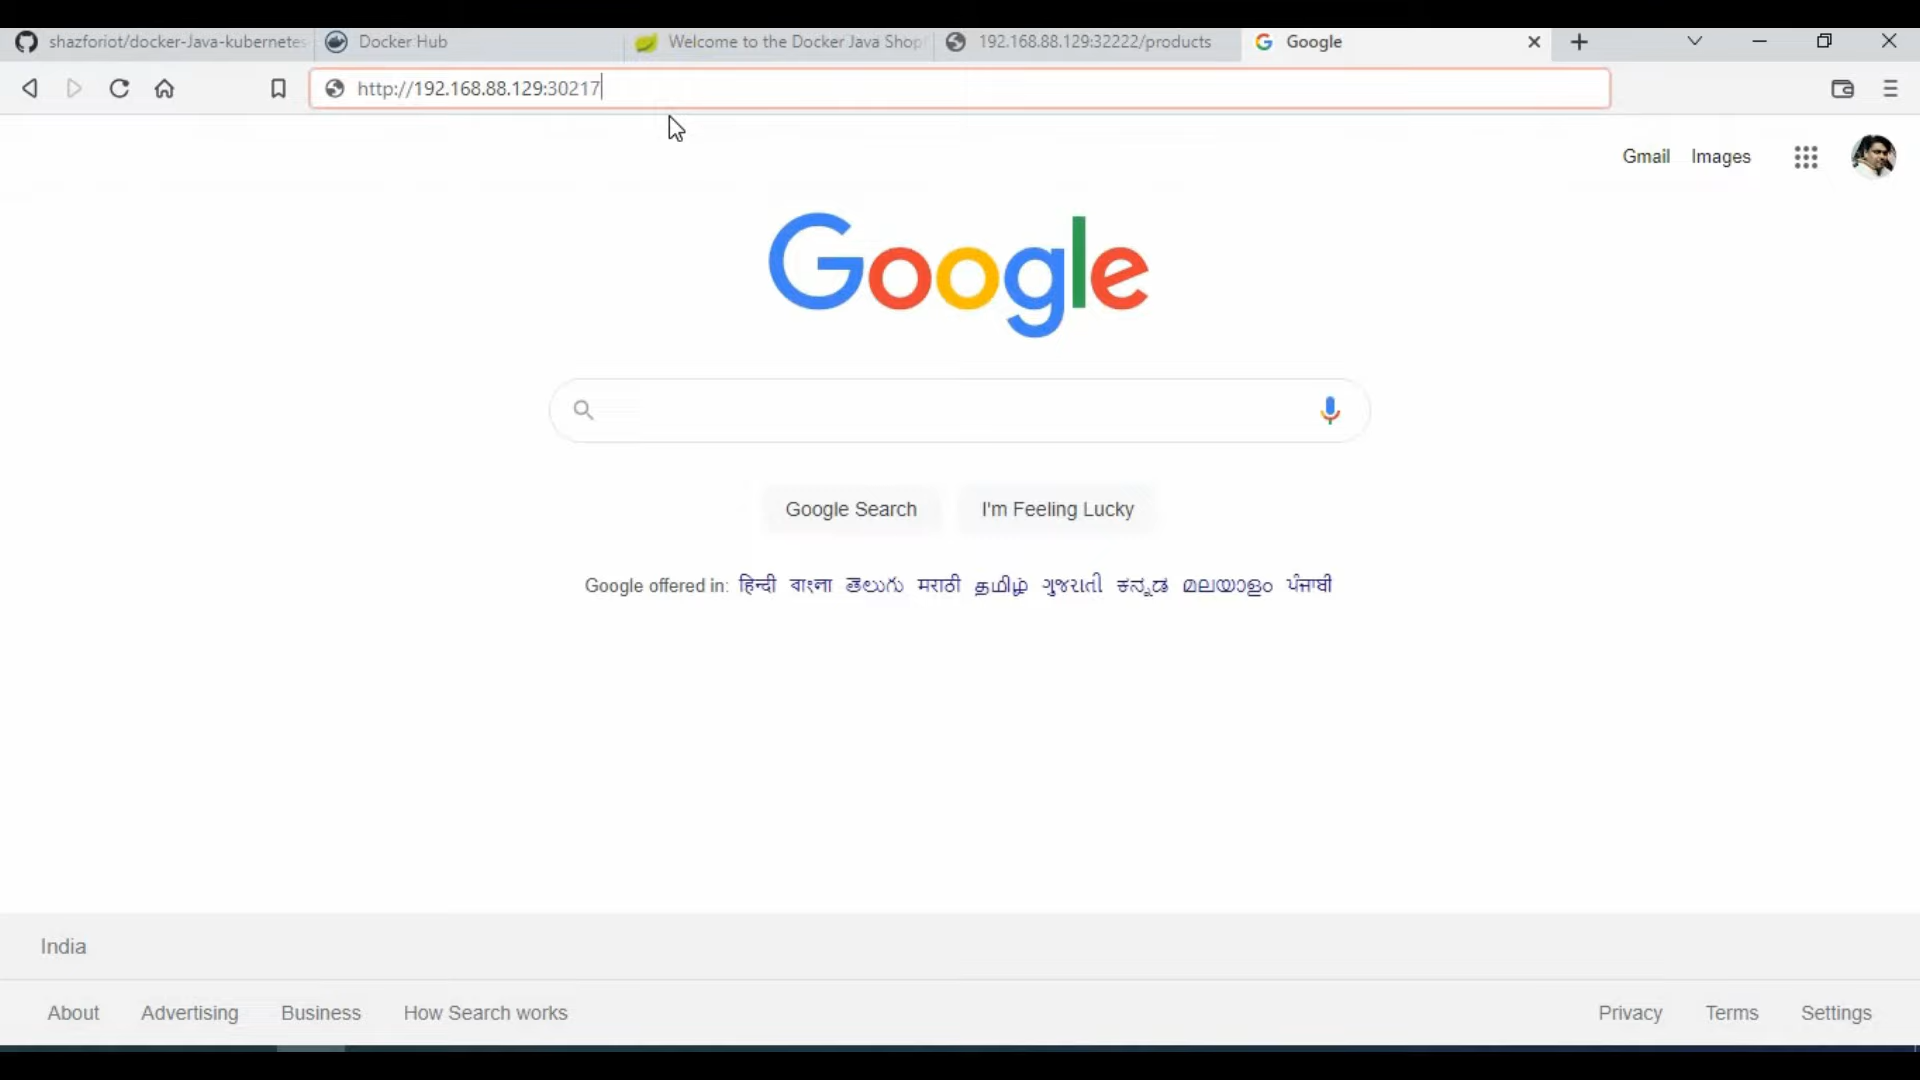 shazforiot/docker-Java-kubernetes
Docker Hub
Welcome to the Docker Java Shop
192.168.88.129:32222/products
Google
http://192.168.88.129:30217
Gmail Images
Google
Google Search
I'm Feeling Lucky
Google offered in: हिन्दी বাংলা తెలుగు मराठी தமிழ் ગુજરાતી ಕನ್ನಡ മലയാളം ਪੰਜਾਬੀ
India
About Advertising Business How Search works
Privacy Terms Settings